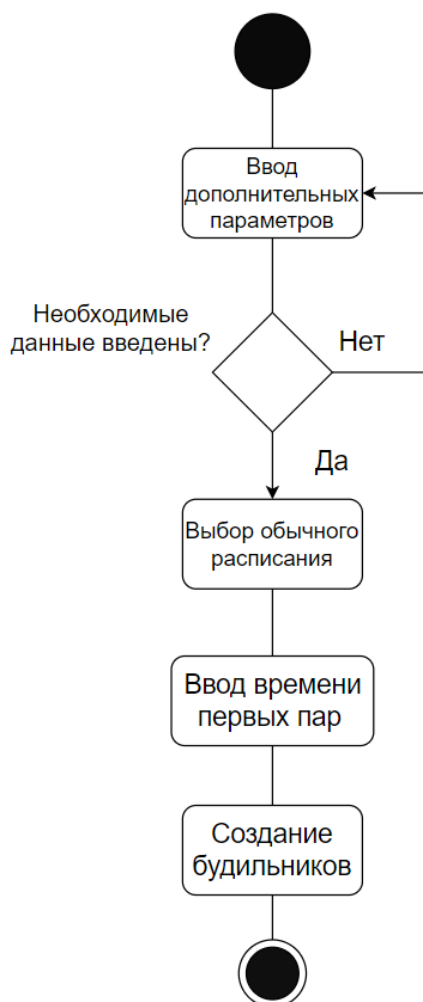 Ввод
дополнительных
параметров
Необходимые
данные введены?
Нет
Да
Выбор обычного
расписания
Ввод времени
первых пар
Создание
будильников